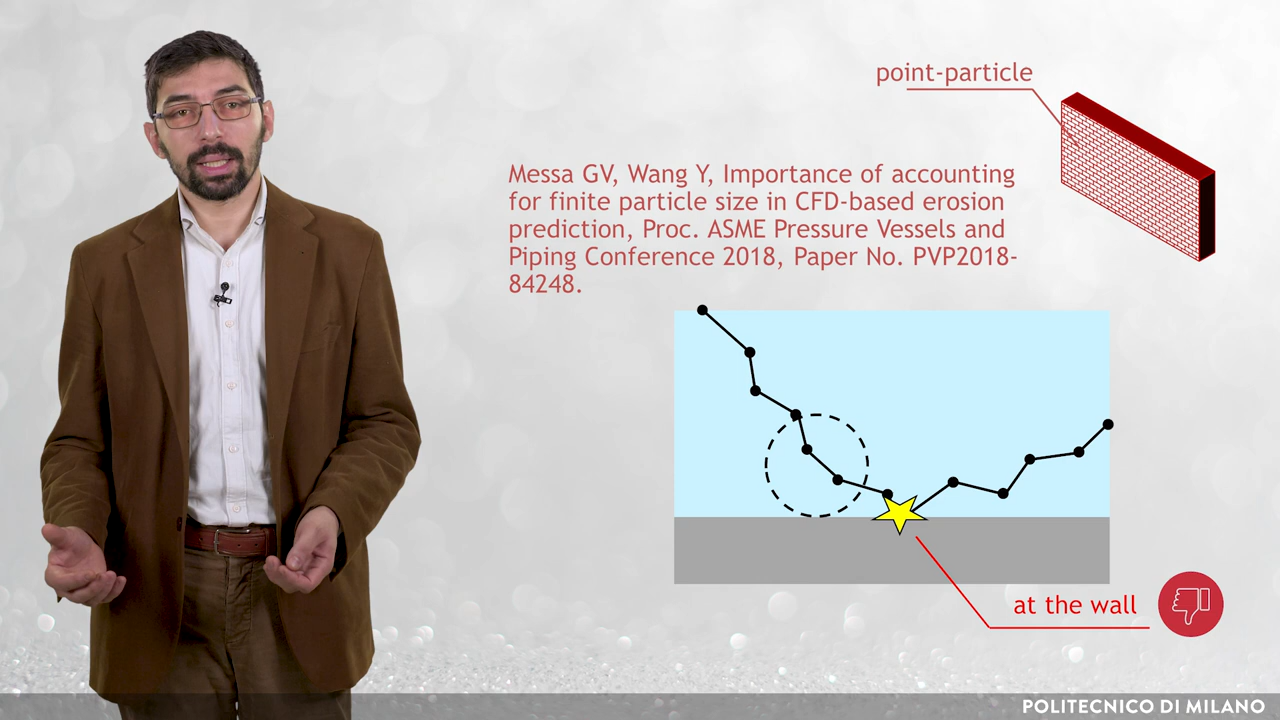 point-particle
Messa GV, Wang Y, Importance of accounting
for finite particle size in CFD-based erosion
prediction, Proc. ASME Pressure Vessels and
Piping Conference 2018, Paper No. PVP2018-
84248.
at the wall
POLITECNICO DI MILANO